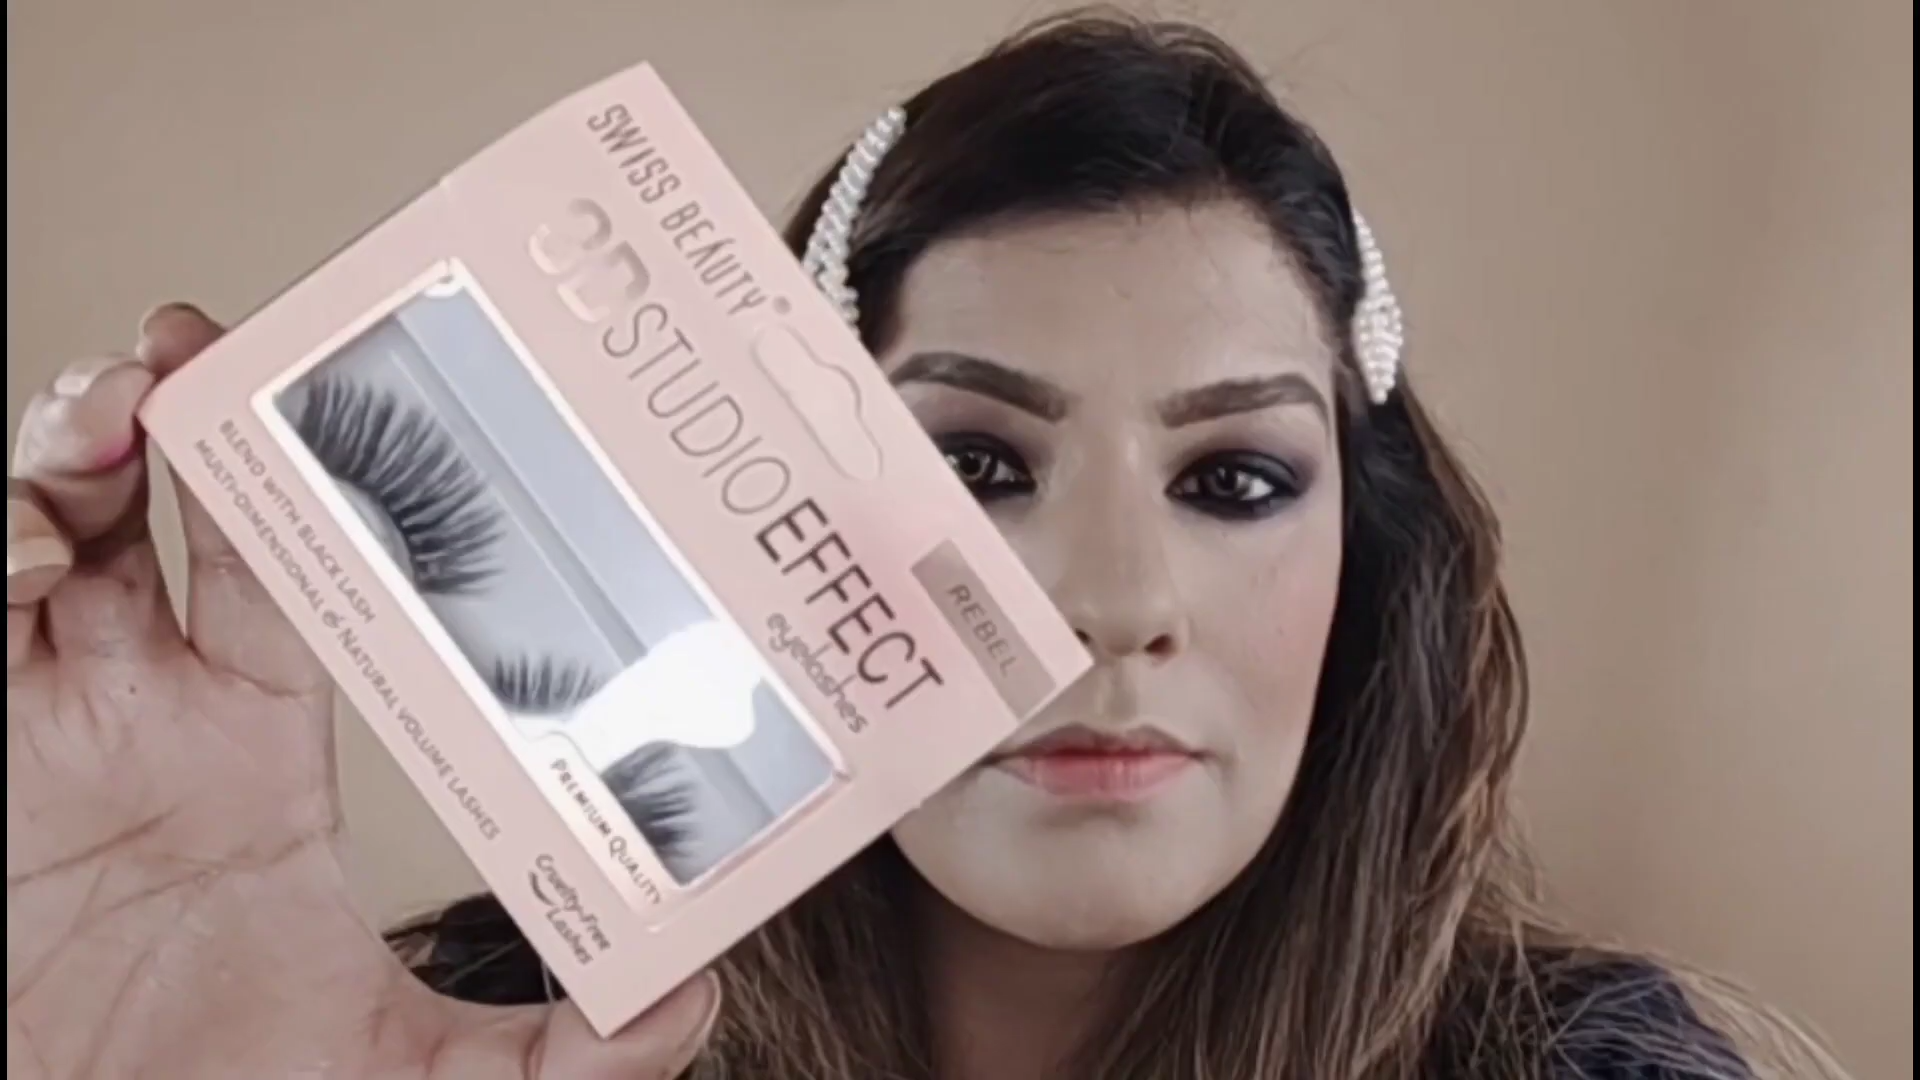 SWISS BEAUTY®
3D STUDIO EFFECT
eyelashes
REBEL
BLEND WITH BLACK LASH
MULTI-DIMENSIONAL & NATURAL VOLUME LASHES
PREMIUM QUALITY
Cruelty-Free
Lashes